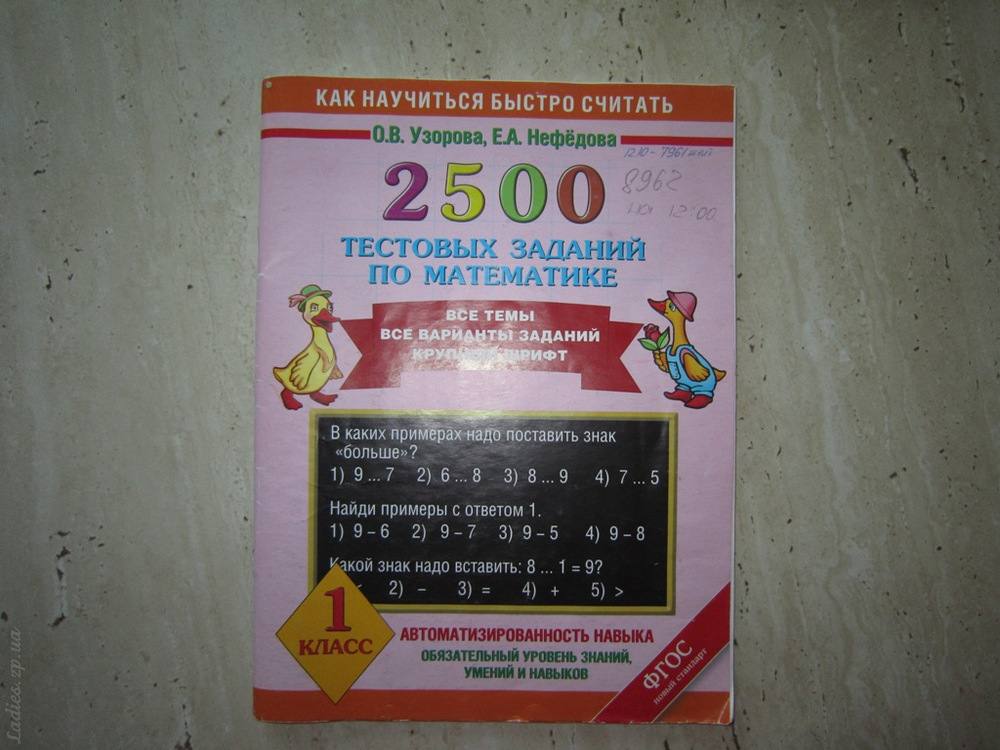 КАК НАУЧИТЬСЯ БЫСТРО СЧИТАТЬ
О.В. Узорова, Е.А. Нефёдова
2500
8962
12:00
ТЕСТОВЫХ ЗАДАНИЙ
ПО МАТЕМАТИКЕ
ВСЕ ТЕМЫ
ВСЕ ВАРИАНТЫ ЗАДАНИЙ
КРУПНЫЙ ШРИФТ
В каких примерах надо поставить знак
«больше»?
1) 9 ... 7 2) 6 ... 8 3) 8 ... 9 4) 7 ... 5
Найди примеры с ответом 1.
1) 9 – 6 2) 9 – 7 3) 9 – 5 4) 9 – 8
Какой знак надо вставить: 8 ... 1 = 9?
2) – 3) = 4) + 5) >
1
КЛАСС
АВТОМАТИЗИРОВАННОСТЬ НАВЫКА
ОБЯЗАТЕЛЬНЫЙ УРОВЕНЬ ЗНАНИЙ,
УМЕНИЙ И НАВЫКОВ
ФГОС
новый стандарт
Ladies.zp.ua